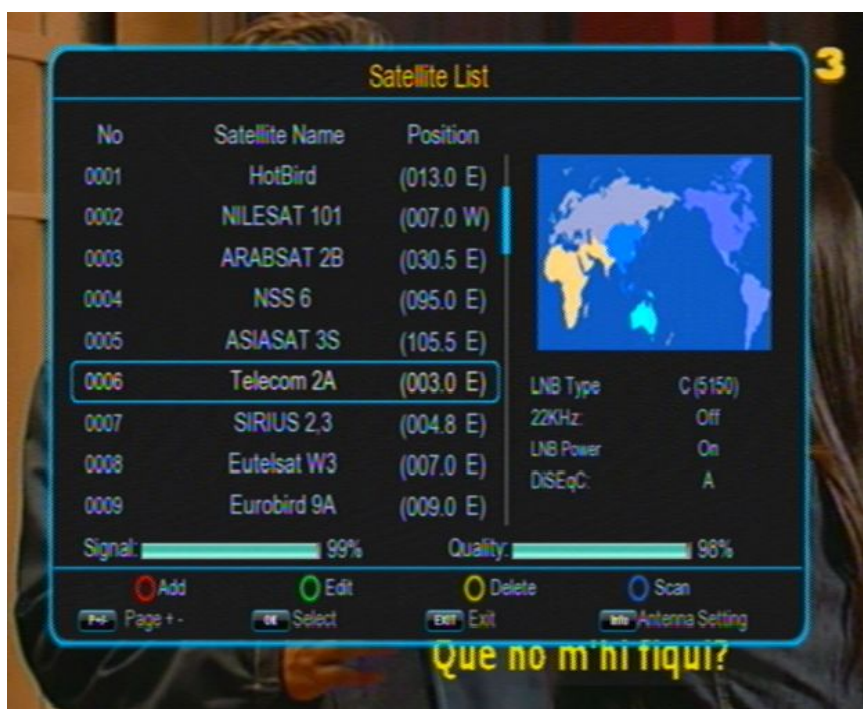 Satellite List
3
No Satellite Name Position
0001 HotBird (013.0 E)
0002 NILESAT 101 (007.0 W)
0003 ARABSAT 2B (030.5 E)
0004 NSS 6 (095.0 E)
0005 ASIASAT 3S (105.5 E)
0006 Telecom 2A (003.0 E)
0007 SIRIUS 2,3 (004.8 E)
0008 Eutelsat W3 (007.0 E)
0009 Eurobird 9A (009.0 E)
LNB Type C (5150)
22KHz: Off
LNB Power On
DiSEqC: A
Signal: 99% Quality: 98%
Add Edit Delete Scan
P+/- Page + - OK Select EXIT Exit Info Antenna Setting
Que no m'hi fiqui?